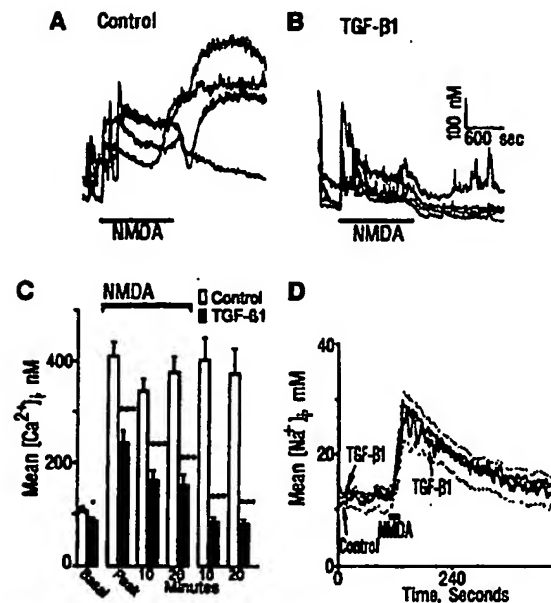 A Control
B TGF-β1
100 nM
600 sec
NMDA
NMDA
C
NMDA
Control
TGF-ß1
Mean [Ca²⁺]i, nM
400
200
0
Basal
Peak
10
20
10
20
Minutes
D
40
20
0
Mean [Na⁺]i, mM
TGF-β1
TGF-β1
Control
NMDA
0
240
Time, Seconds